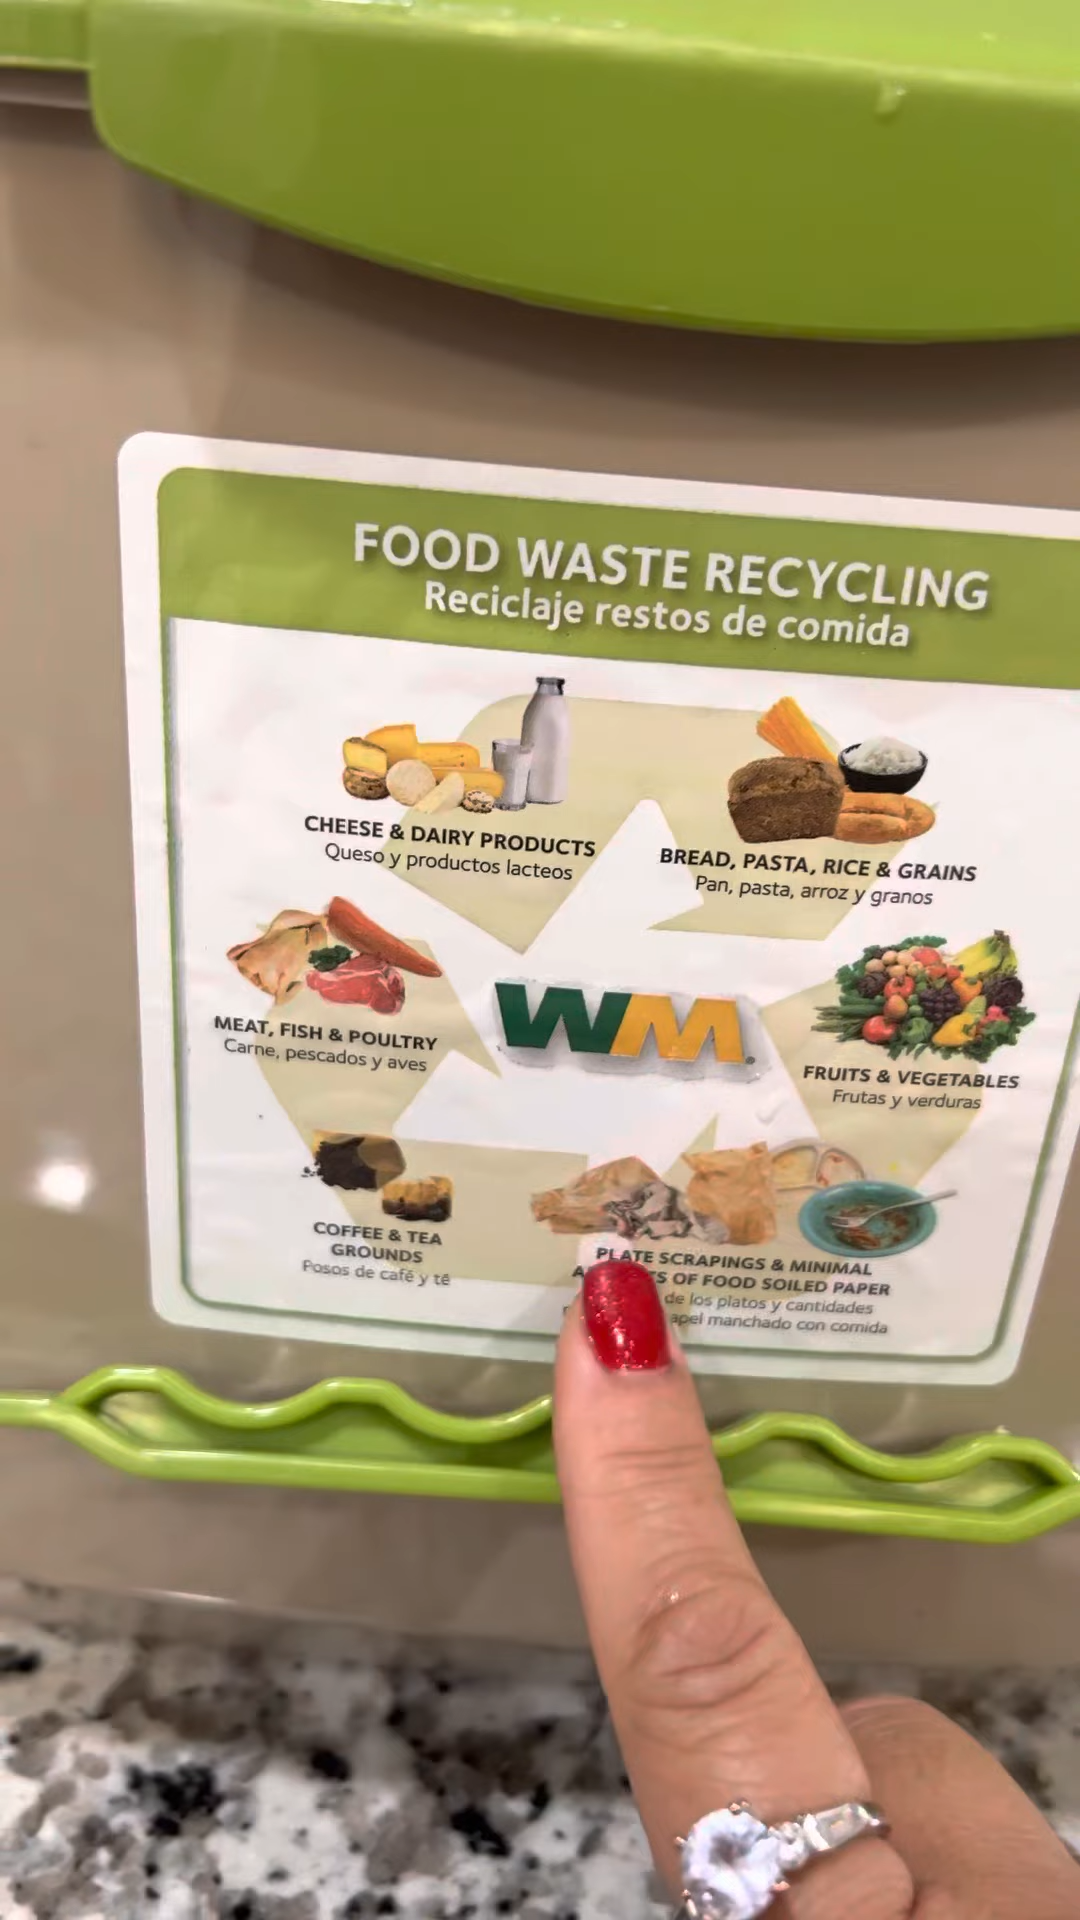 FOOD WASTE RECYCLING
Reciclaje restos de comida
CHEESE & DAIRY PRODUCTS
Queso y productos lacteos
BREAD, PASTA, RICE & GRAINS
Pan, pasta, arroz y granos
MEAT, FISH & POULTRY
Carne, pescados y aves
WM
FRUITS & VEGETABLES
Frutas y verduras
COFFEE & TEA
GROUNDS
Posos de café y té
PLATE SCRAPINGS & MINIMAL
OF FOOD SOILED PAPER
de los platos y cantidades
manchado con comida